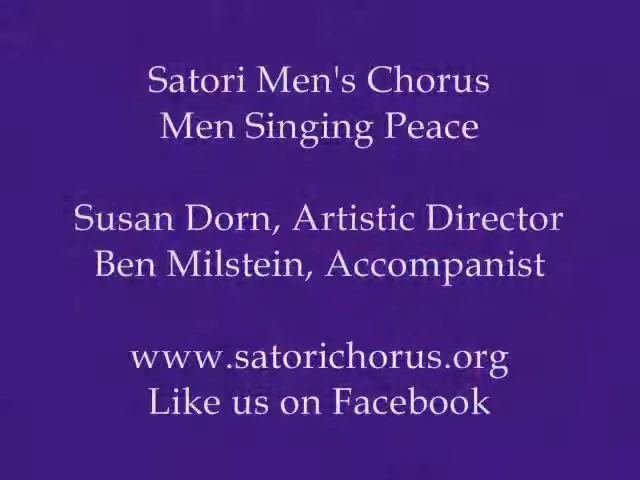 Satori Men's Chorus
Men Singing Peace
Susan Dorn, Artistic Director
Ben Milstein, Accompanist
www.satorichorus.org
Like us on Facebook